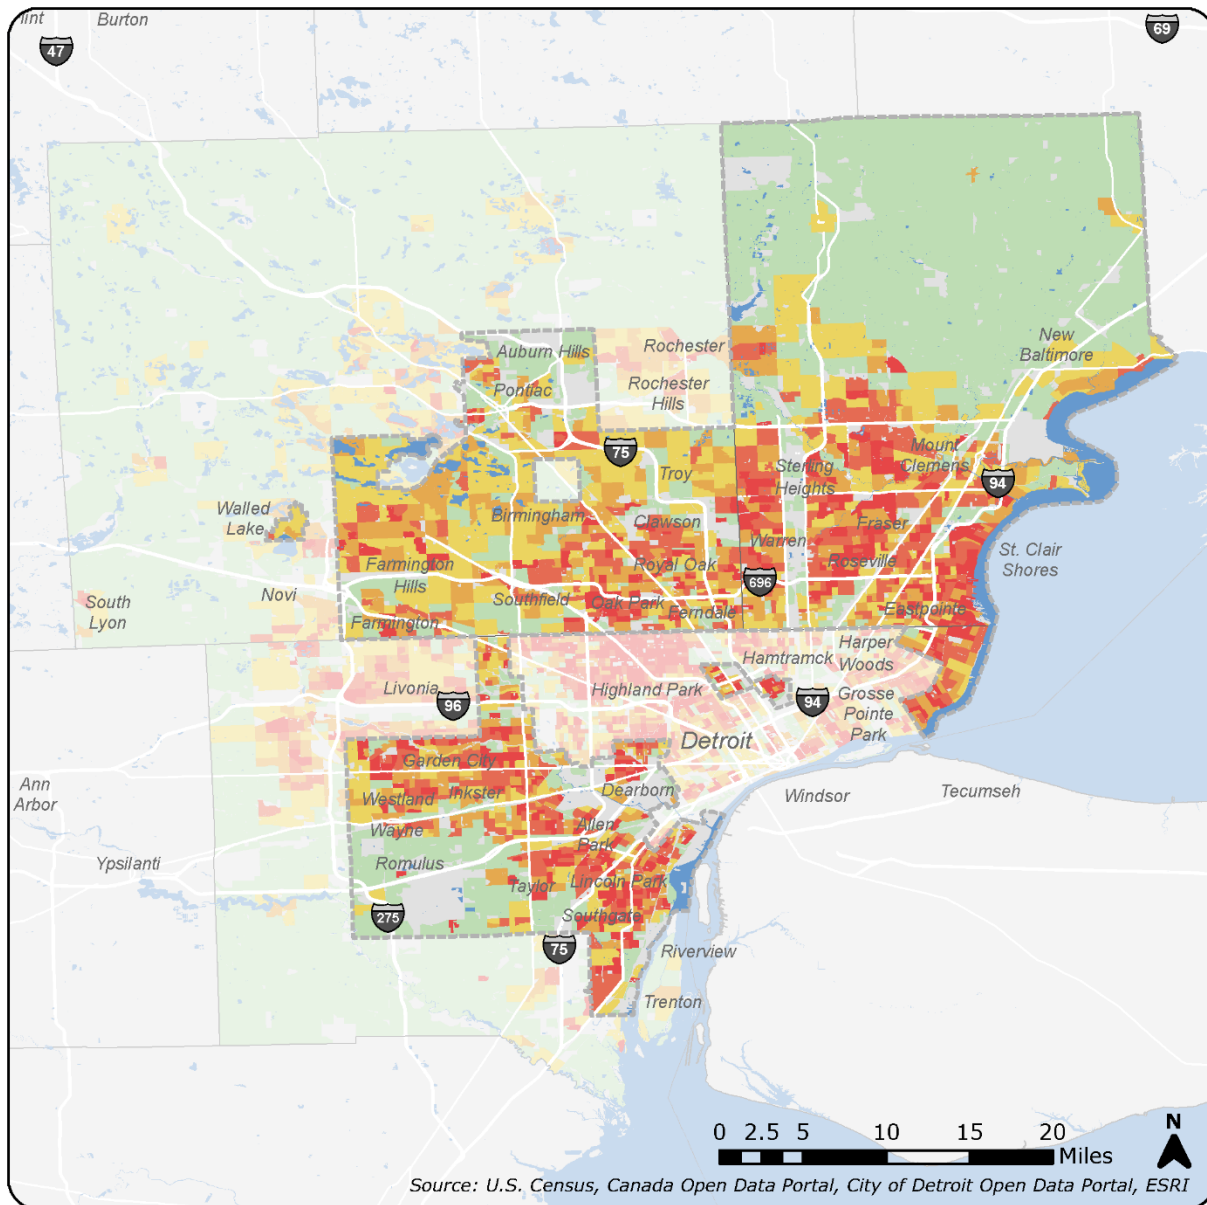 Burton
47
69
New
Baltimore
Rochester
Auburn Hills
Pontiac
Rochester
Hills
75
Troy
Sterling
Heights
Mount
Clemens
94
Walled
Lake
Birmingham
Clawson
Fraser
Warren
Roseville
St. Clair
Shores
Farmington
Hills
Royal Oak
696
Novi
South
Lyon
Southfield
Oak Park
Ferndale
Eastpointe
Farmington
Hamtramck
Harper
Woods
Livonia
96
Highland Park
94
Grosse
Pointe
Park
Detroit
Garden City
Ann
Arbor
Westland
Inkster
Dearborn
Windsor
Tecumseh
Wayne
Allen
Park
Ypsilanti
Romulus
Taylor
Lincoln Park
275
Southgate
75
Riverview
Trenton
0 2.5 5 10 15 20
Miles
N
Source: U.S. Census, Canada Open Data Portal, City of Detroit Open Data Portal, ESRI